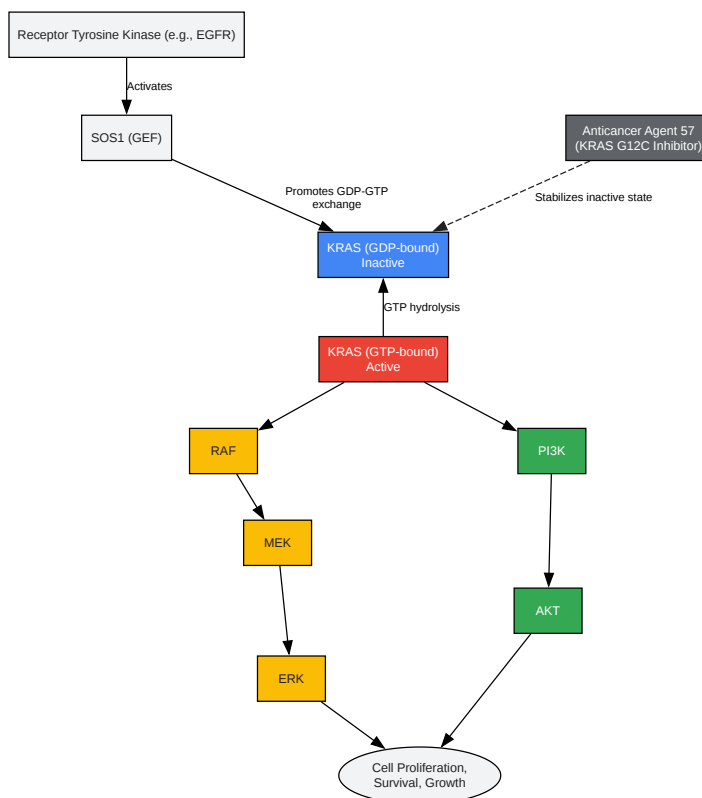 Receptor Tyrosine Kinase (e.g., EGFR)
Activates
SOS1 (GEF)
Anticancer Agent 57
(KRAS G12C Inhibitor)
Promotes GDP-GTP
exchange
Stabilizes inactive state
KRAS (GDP-bound)
Inactive
GTP hydrolysis
KRAS (GTP-bound)
Active
RAF
PI3K
MEK
AKT
ERK
Cell Proliferation,
Survival, Growth